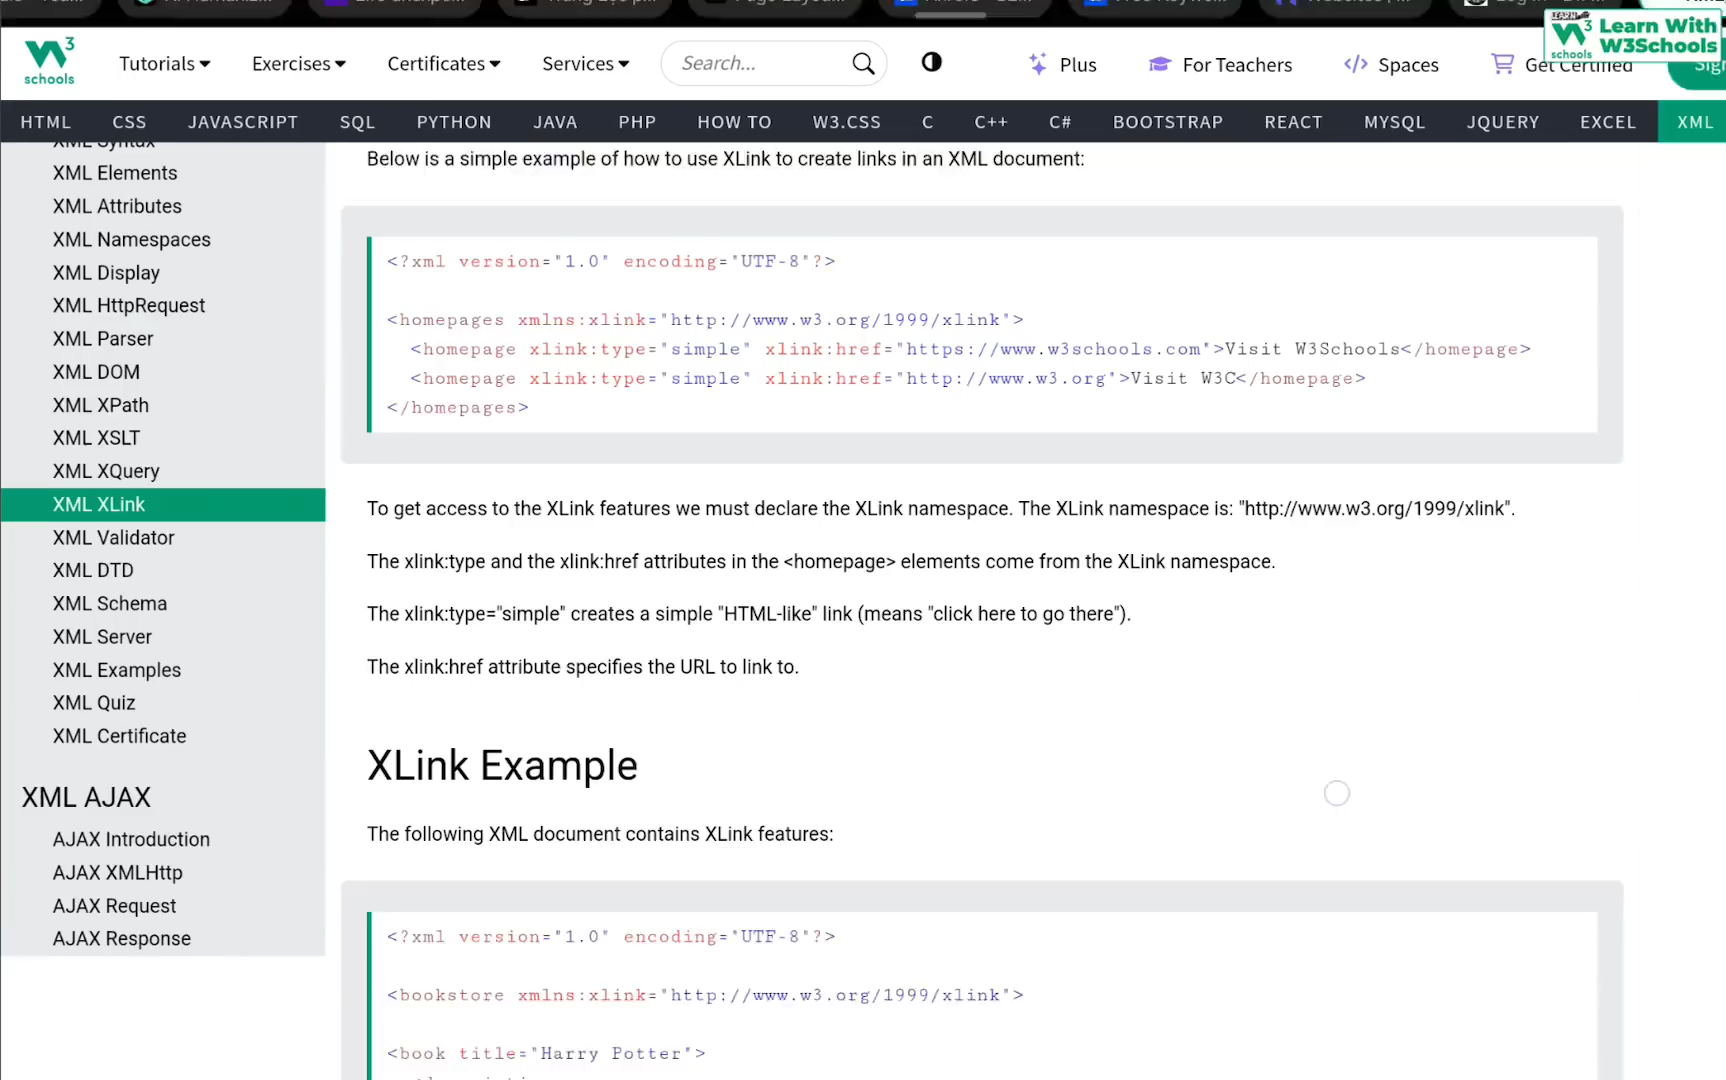 W3 schools
Tutorials
Exercises
Certificates
Services
Search...
Plus
For Teachers
Spaces
Get Certified
LEARN
W3 schools
Learn With
W3Schools
HTML
CSS
JAVASCRIPT
SQL
PYTHON
JAVA
PHP
HOW TO
W3.CSS
C
C++
C#
BOOTSTRAP
REACT
MYSQL
JQUERY
EXCEL
XML
XML Syntax
XML Elements
XML Attributes
XML Namespaces
XML Display
XML HttpRequest
XML Parser
XML DOM
XML XPath
XML XSLT
XML XQuery
XML XLink
XML Validator
XML DTD
XML Schema
XML Server
XML Examples
XML Quiz
XML Certificate
XML AJAX
AJAX Introduction
AJAX XMLHttp
AJAX Request
AJAX Response
Below is a simple example of how to use XLink to create links in an XML document:
<?xml version="1.0" encoding="UTF-8"?>
<homepages xmlns:xlink="http://www.w3.org/1999/xlink">
<homepage xlink:type="simple" xlink:href="https://www.w3schools.com">Visit W3Schools</homepage>
<homepage xlink:type="simple" xlink:href="http://www.w3.org">Visit W3C</homepage>
</homepages>
To get access to the XLink features we must declare the XLink namespace. The XLink namespace is: "http://www.w3.org/1999/xlink".
The xlink:type and the xlink:href attributes in the <homepage> elements come from the XLink namespace.
The xlink:type="simple" creates a simple "HTML-like" link (means "click here to go there").
The xlink:href attribute specifies the URL to link to.
XLink Example
The following XML document contains XLink features:
<?xml version="1.0" encoding="UTF-8"?>
<bookstore xmlns:xlink="http://www.w3.org/1999/xlink">
<book title="Harry Potter">